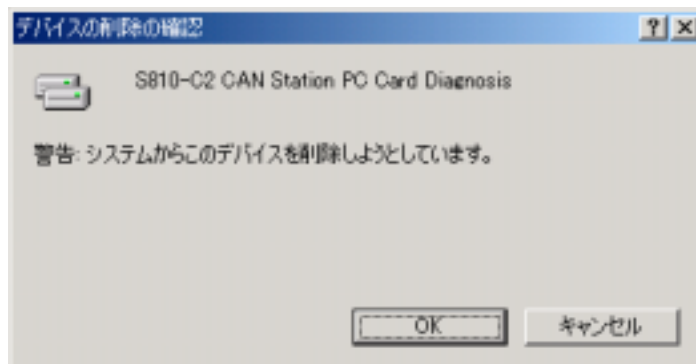 デバイスの削除の確認
S810-C2 CAN Station PC Card Diagnosis
警告: システムからこのデバイスを削除しようとしています。
OK
キャンセル